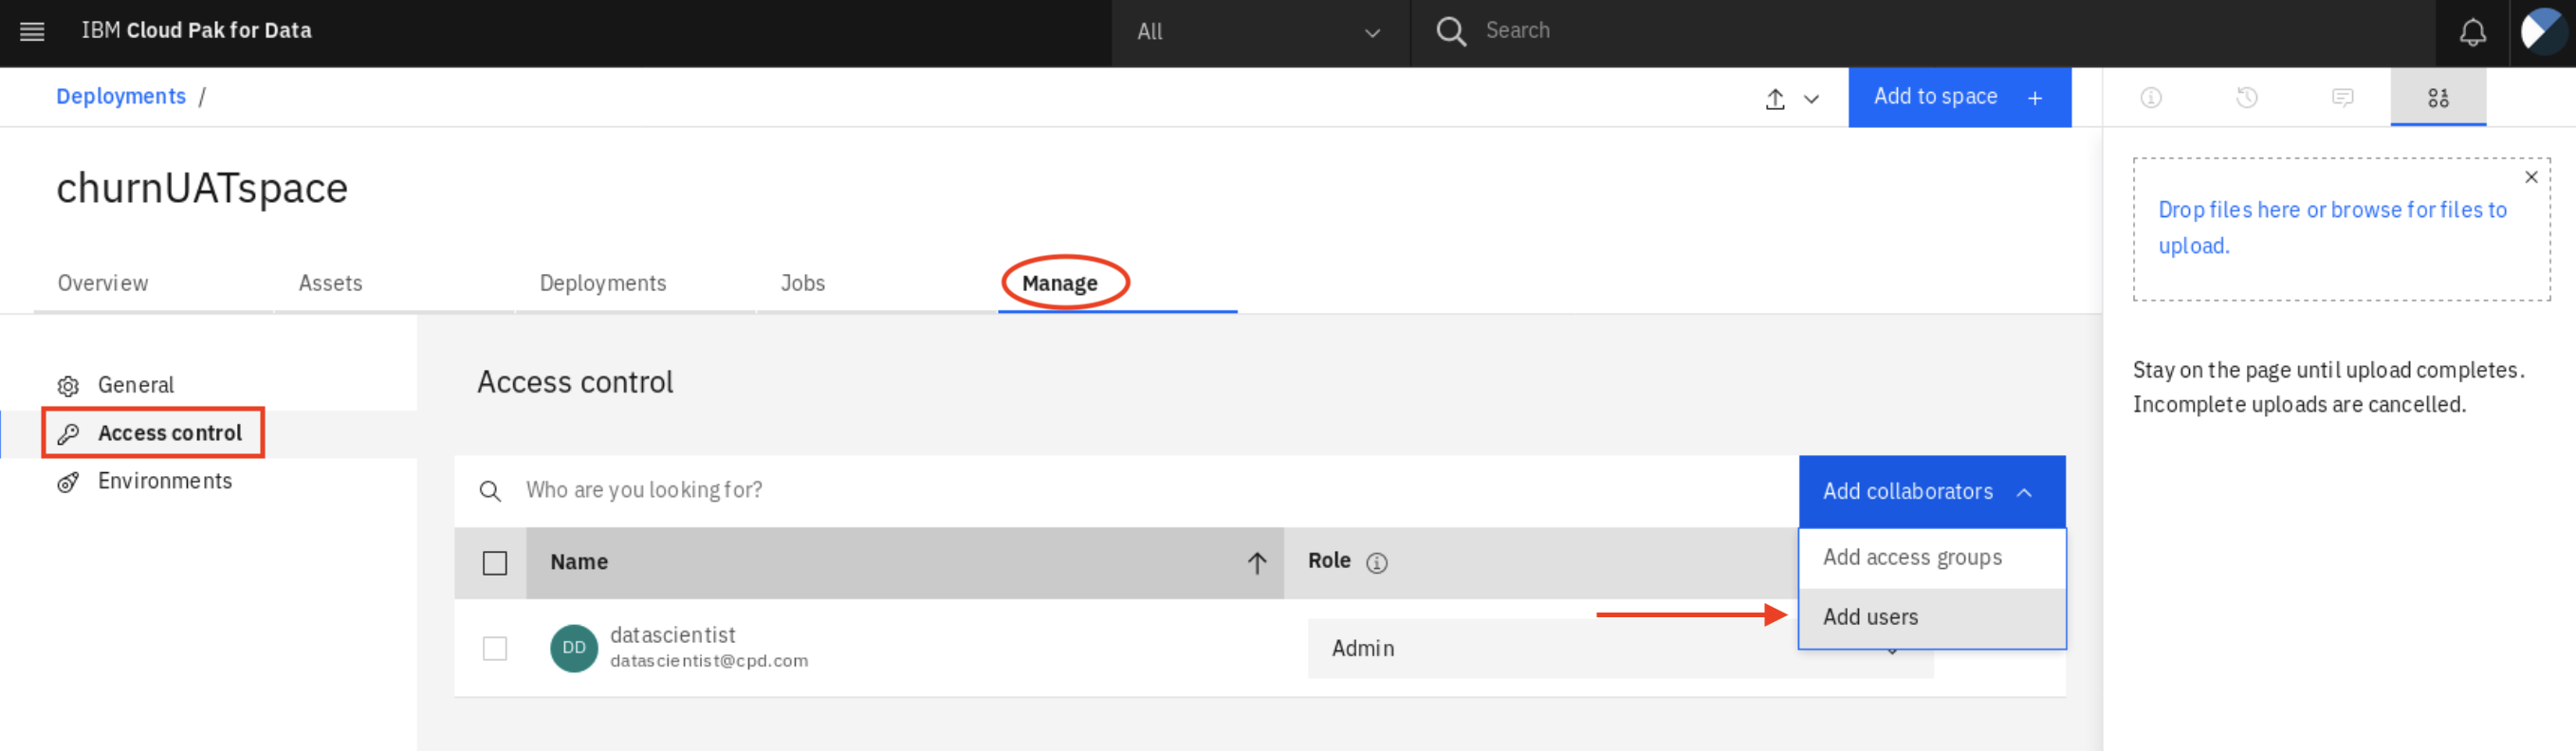 IBM Cloud Pak for Data
All
Search
Deployments /
Add to space +
churnUATspace
Overview
Assets
Deployments
Jobs
Manage
General
Access control
Environments
Access control
Who are you looking for?
Add collaborators
Add access groups
Add users
Name
Role
DD
datascientist
datascientist@cpd.com
Admin
Drop files here or browse for files to
upload.
Stay on the page until upload completes.
Incomplete uploads are cancelled.